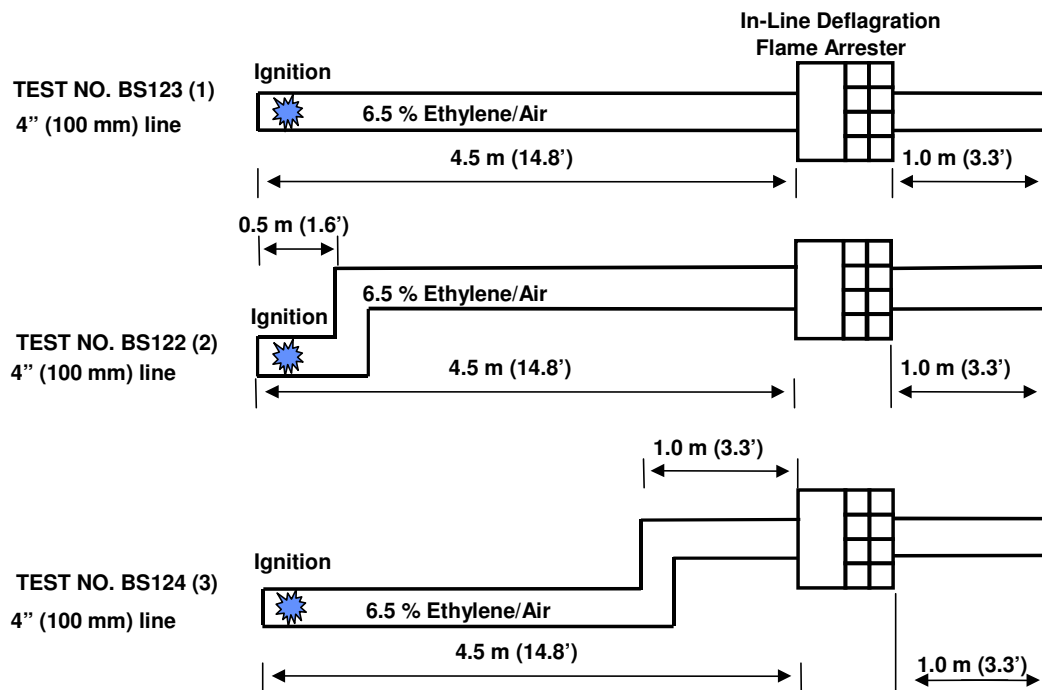 In-Line Deflagration
Flame Arrester
Ignition
TEST NO. BS123 (1)
4” (100 mm) line
6.5 % Ethylene/Air
4.5 m (14.8’)
1.0 m (3.3’)
0.5 m (1.6’)
6.5 % Ethylene/Air
Ignition
TEST NO. BS122 (2)
4” (100 mm) line
4.5 m (14.8’)
1.0 m (3.3’)
1.0 m (3.3’)
Ignition
TEST NO. BS124 (3)
4” (100 mm) line
6.5 % Ethylene/Air
4.5 m (14.8’)
1.0 m (3.3’)